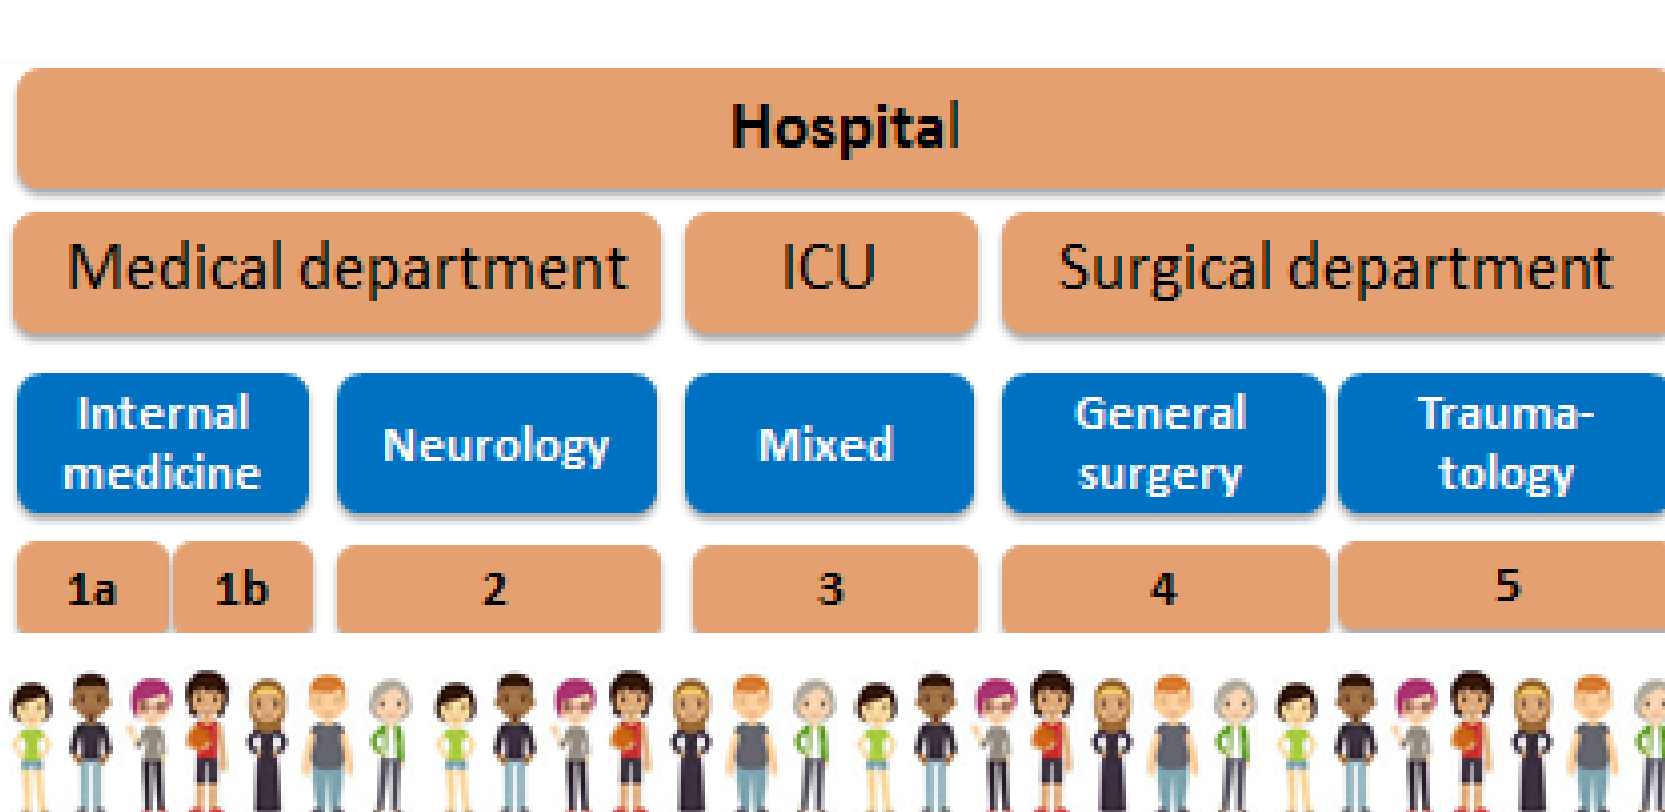 Hospital
Medical department
ICU
Surgical department
Internal
medicine
Neurology
Mixed
General
surgery
Trauma-
tology
1a
1b
2
3
4
5